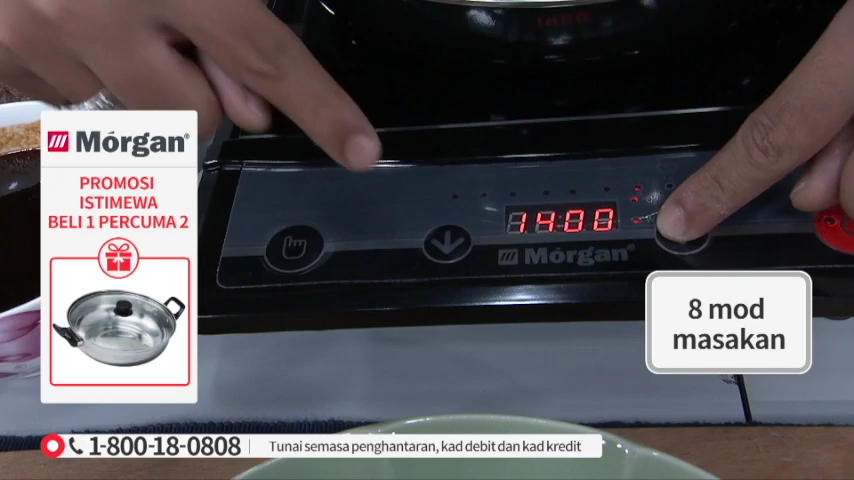 Mórgan®
PROMOSI
ISTIMEWA
BELI 1 PERCUMA 2
1400
Mórgan®
8 mod
masakan
1-800-18-0808
Tunai semasa penghantaran, kad debit dan kad kredit